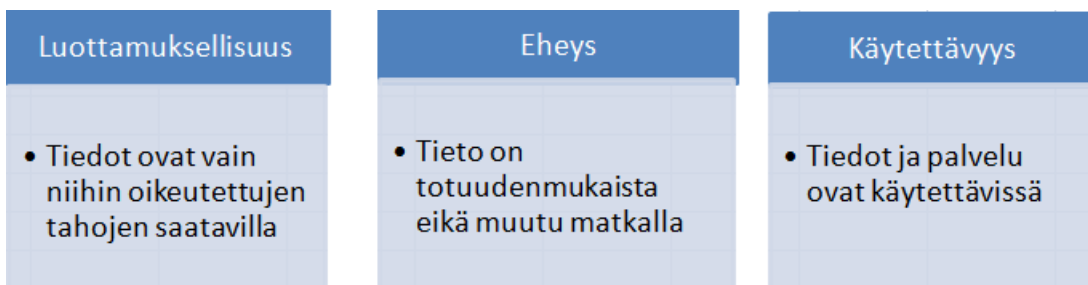 Luottamuksellisuus
• Tiedot ovat vain
niihin oikeutettujen
tahojen saatavilla
Eheys
• Tieto on
totuudenmukaista
eikä muutu matkalla
Käytettävyys
• Tiedot ja palvelu
ovat käytettävissä